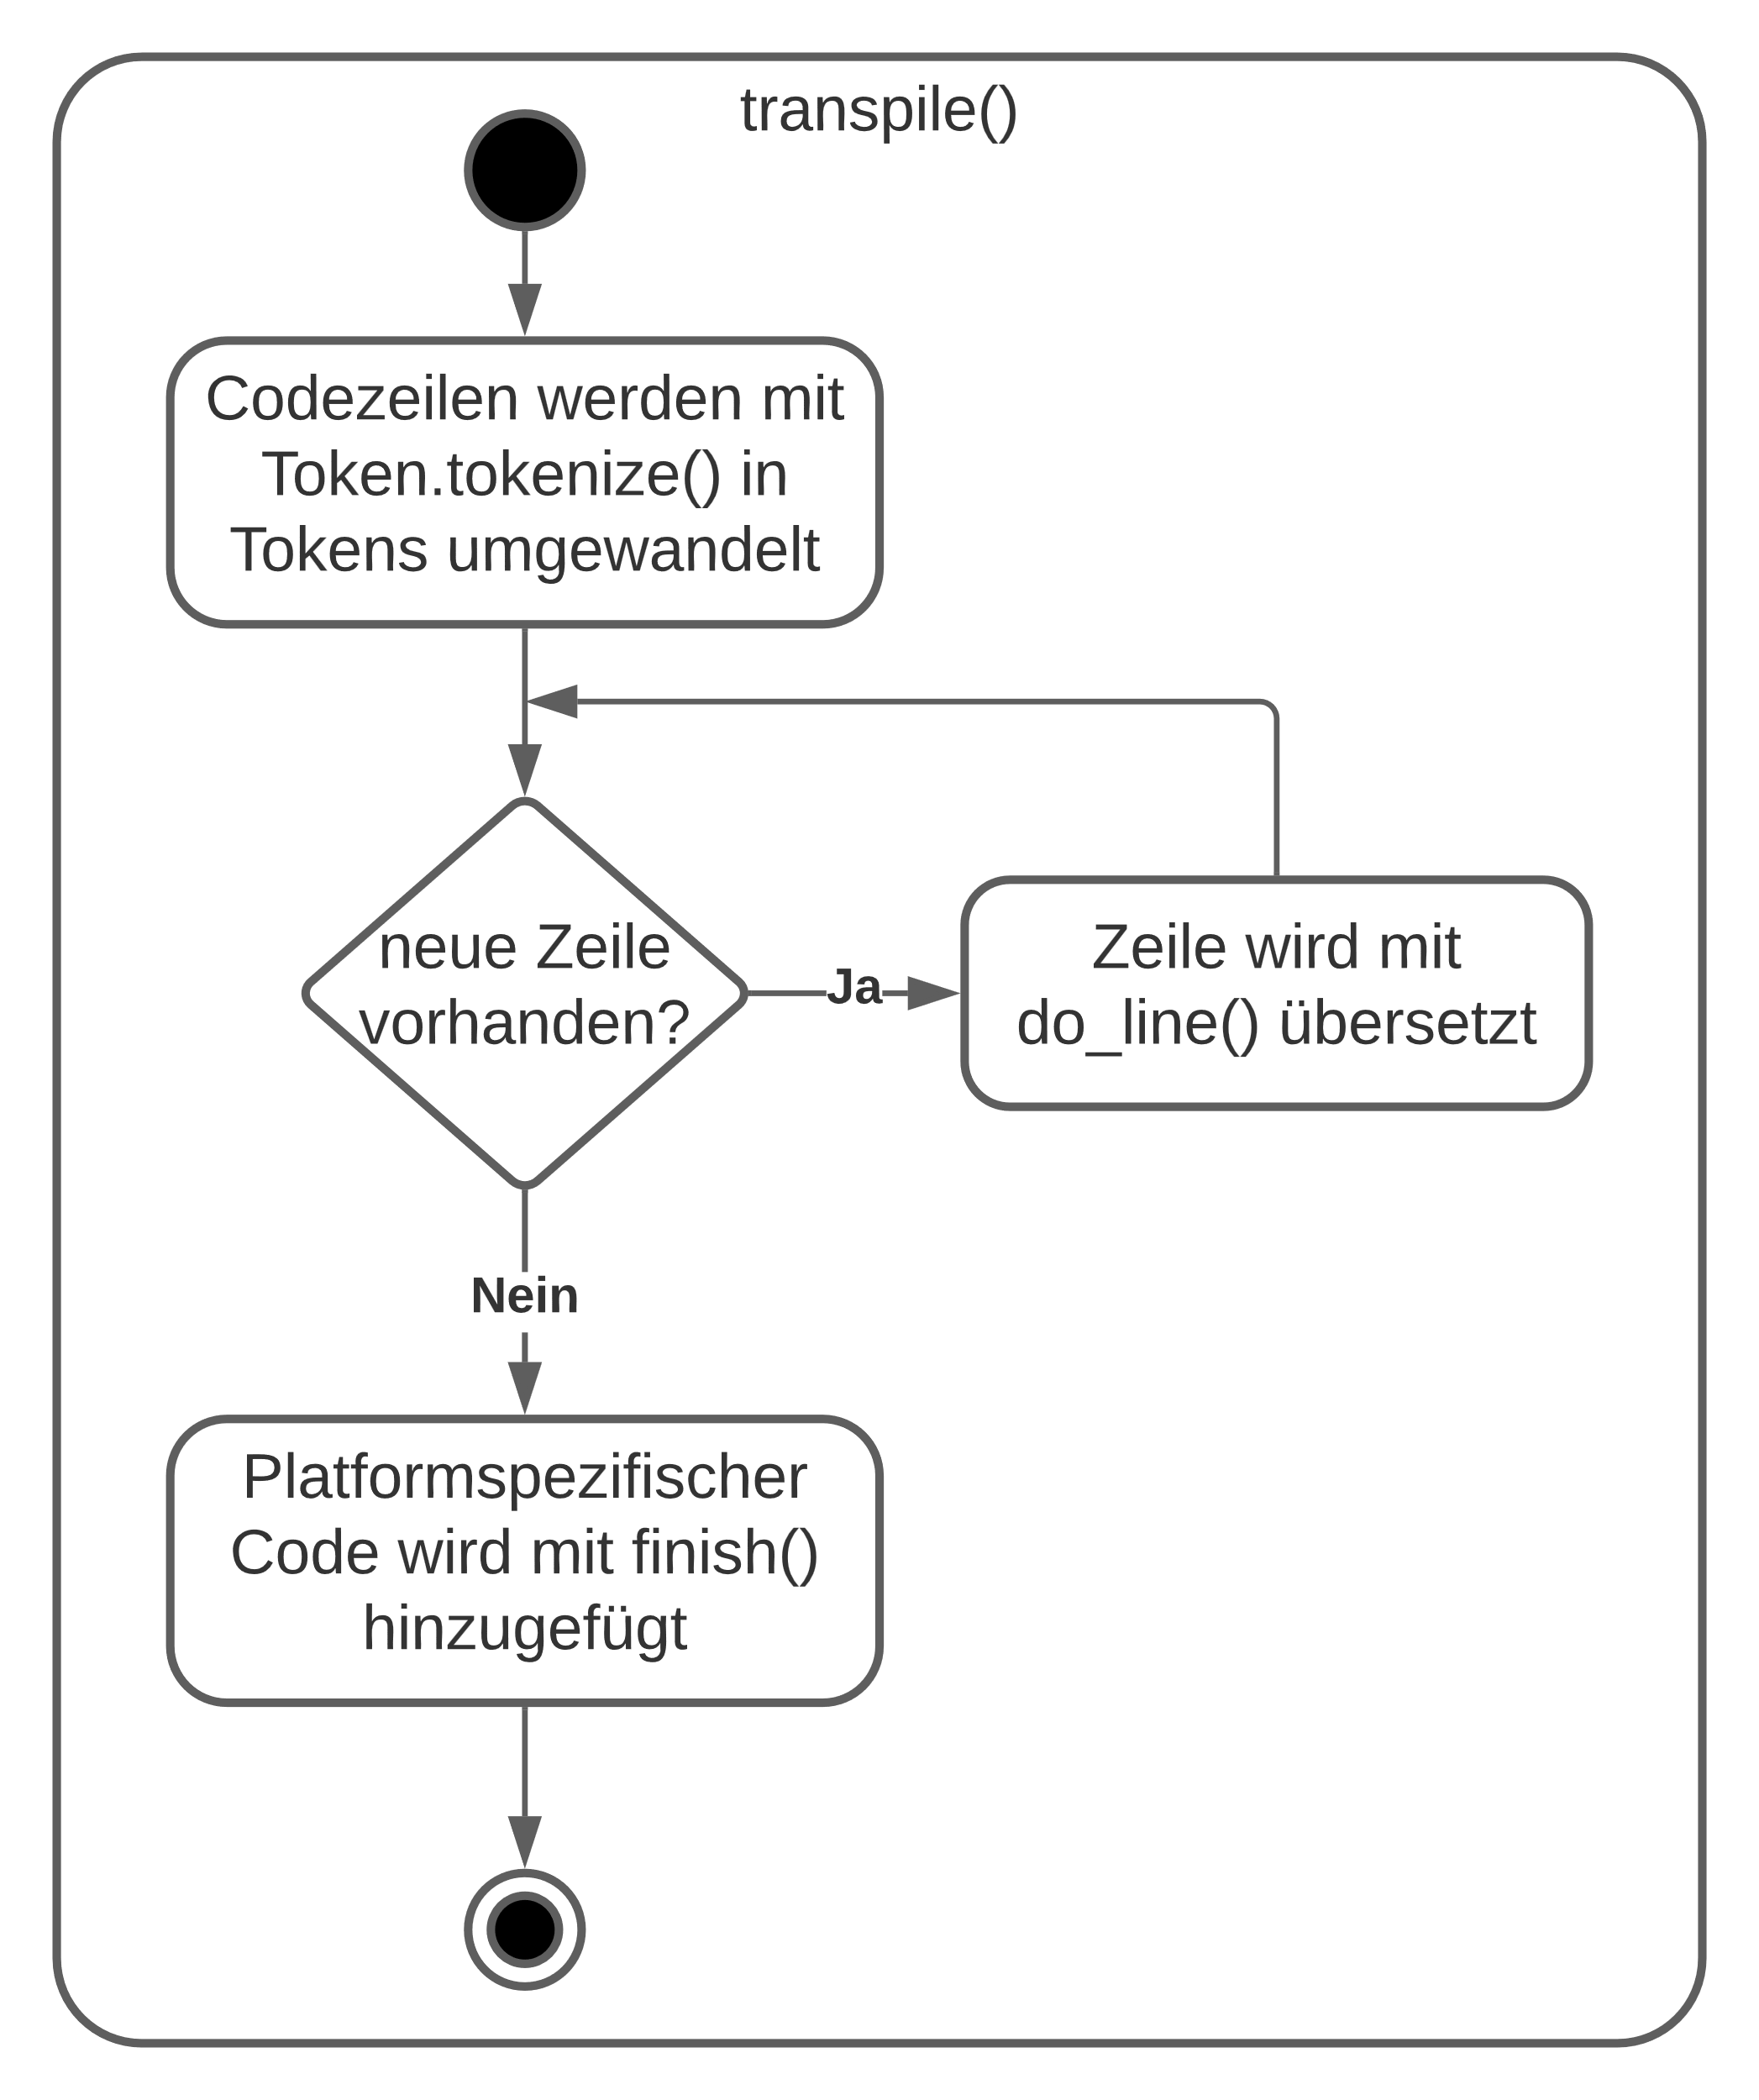 transpile()
Codezeilen werden mit
Token.tokenize() in
Tokens umgewandelt
neue Zeile
vorhanden?
Ja
Zeile wird mit
do_line() übersetzt
Nein
Platformspezifischer
Code wird mit finish()
hinzugefügt